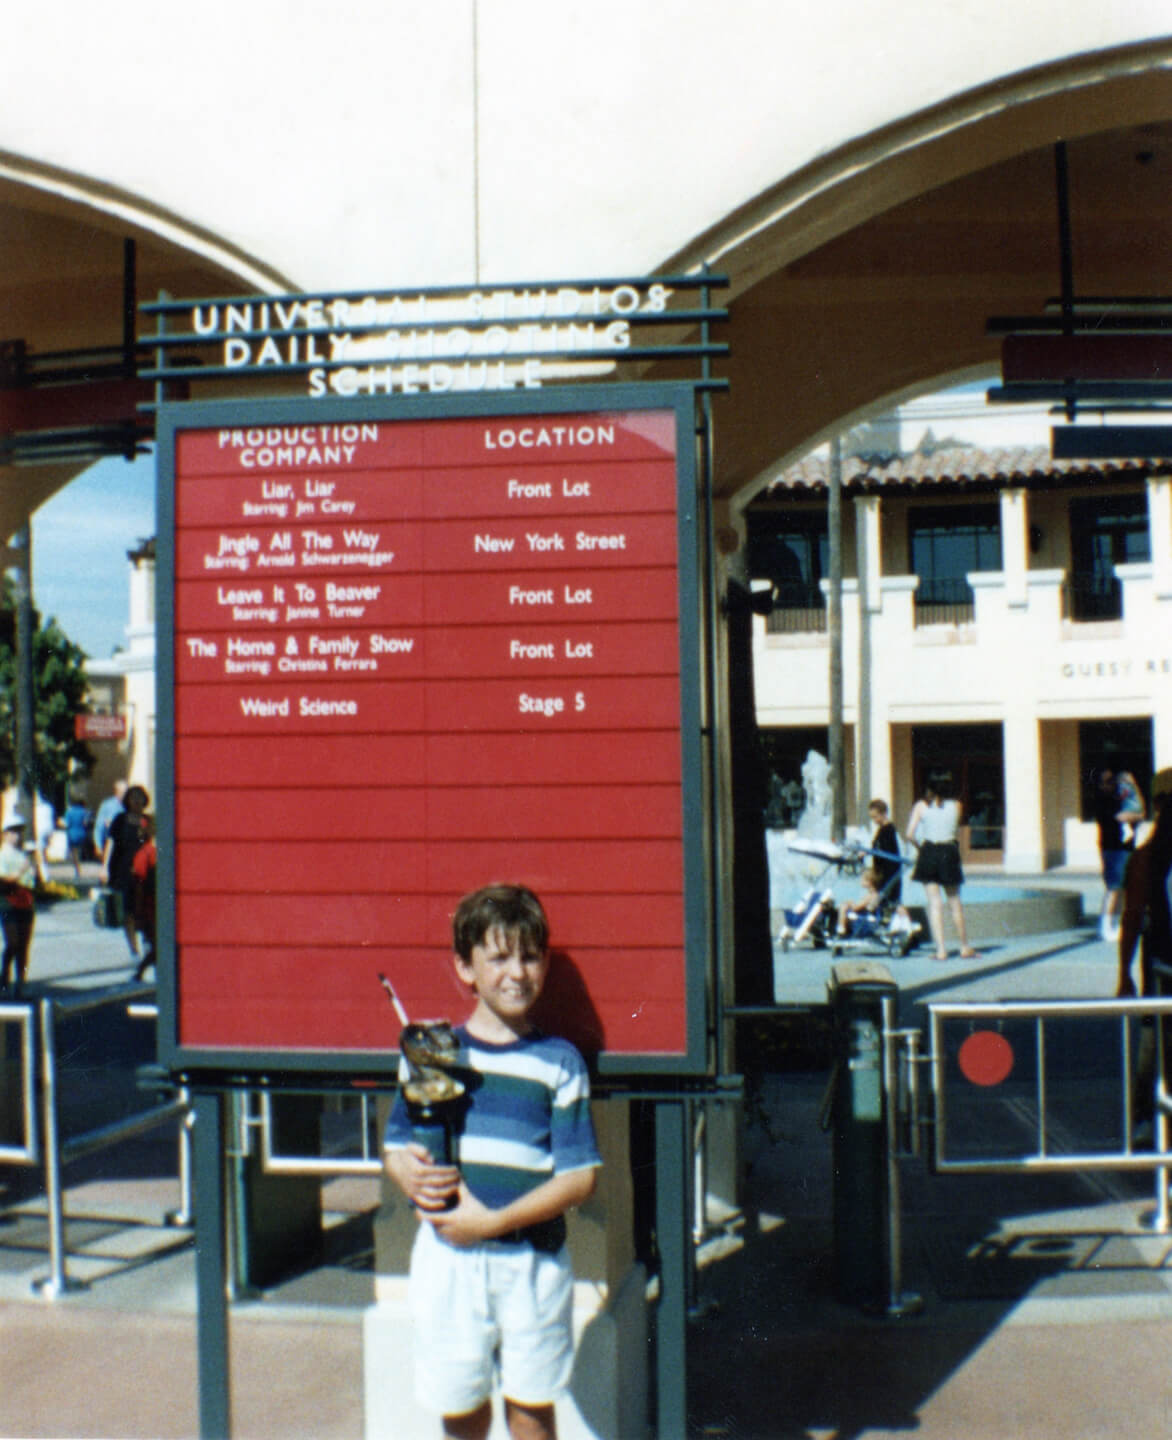 UNIVERSAL STUDIOS
DAILY SHOOTING
SCHEDULE
PRODUCTION
COMPANY
LOCATION
Liar, Liar
Starring: Jim Carey
Front Lot
Jingle All The Way
Starring: Arnold Schwarzenegger
New York Street
Leave It To Beaver
Starring: Janine Turner
Front Lot
The Home & Family Show
Starring: Christina Ferrara
Front Lot
Weird Science
Stage 5
GUEST RE